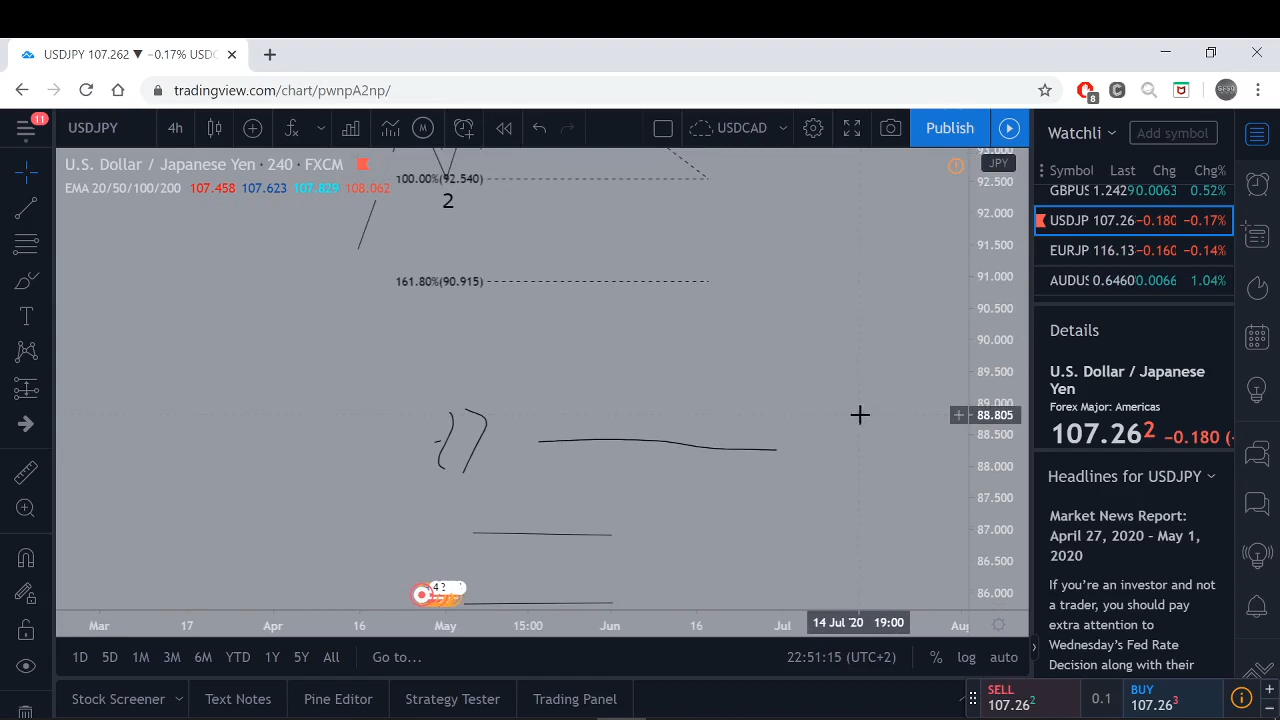 USDJPY 107.262 ▼ −0.17% USDC
tradingview.com/chart/pwnpA2np/
8
11
USDJPY 4h USDCAD Publish
Watchli Add symbol
U.S. Dollar / Japanese Yen · 240 · FXCM
EMA 20/50/100/200 107.458 107.623 107.829 108.062
JPY
Symbol Last Chg Chg%
GBPUS 1.2429 0.0063 0.52%
USDJP 107.26 −0.180 −0.17%
EURJP 116.13 −0.160 −0.14%
AUDUS 0.6460 0.0066 1.04%
100.00%(92.540)
2
161.80%(90.915)
93.000
92.500
92.000
91.500
91.000
90.500
90.000
89.500
89.000
88.805
88.500
88.000
87.500
87.000
86.500
86.000
Details
U.S. Dollar / Japanese Yen
Forex Major: Americas
107.262 −0.180 (
Headlines for USDJPY
Market News Report:
April 27, 2020 - May 1,
2020
If you’re an investor and not
a trader, you should pay
extra attention to
Wednesday’s Fed Rate
Decision along with their
Mar 17 Apr 16 May 15:00 Jun 16 Jul 14 Jul '20 19:00 Aug
1D 5D 1M 3M 6M YTD 1Y 5Y All Go to... 22:51:15 (UTC+2) % log auto
Stock Screener Text Notes Pine Editor Strategy Tester Trading Panel
SELL
107.262
0.1
BUY
107.263